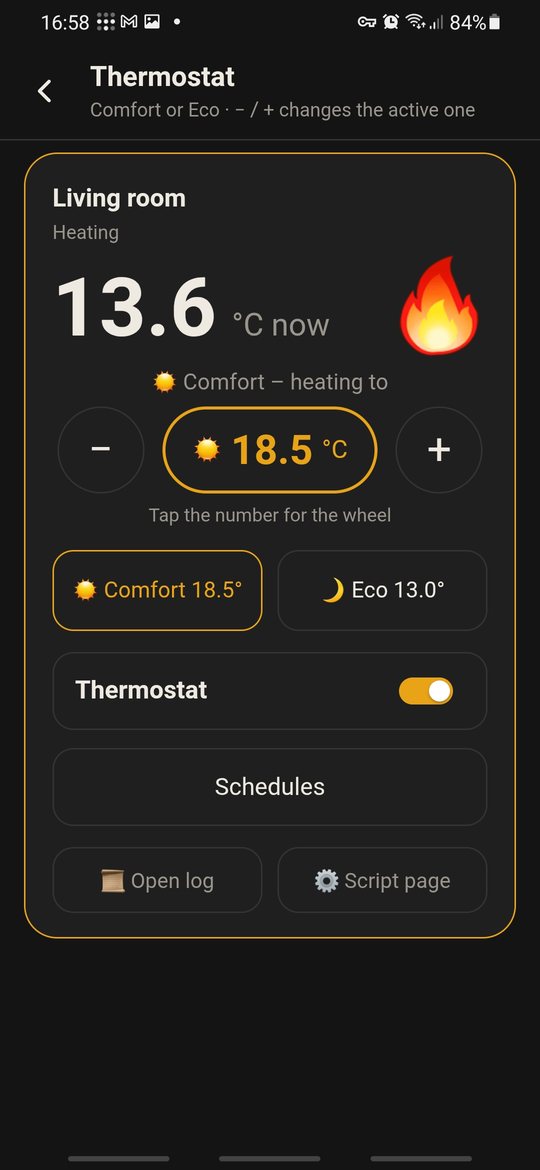 16:58 84%
Thermostat
Comfort or Eco · − / + changes the active one
Living room
Heating
13.6 °C now
Comfort – heating to
− 18.5 °C +
Tap the number for the wheel
Comfort 18.5° Eco 13.0°
Thermostat
Schedules
Open log Script page